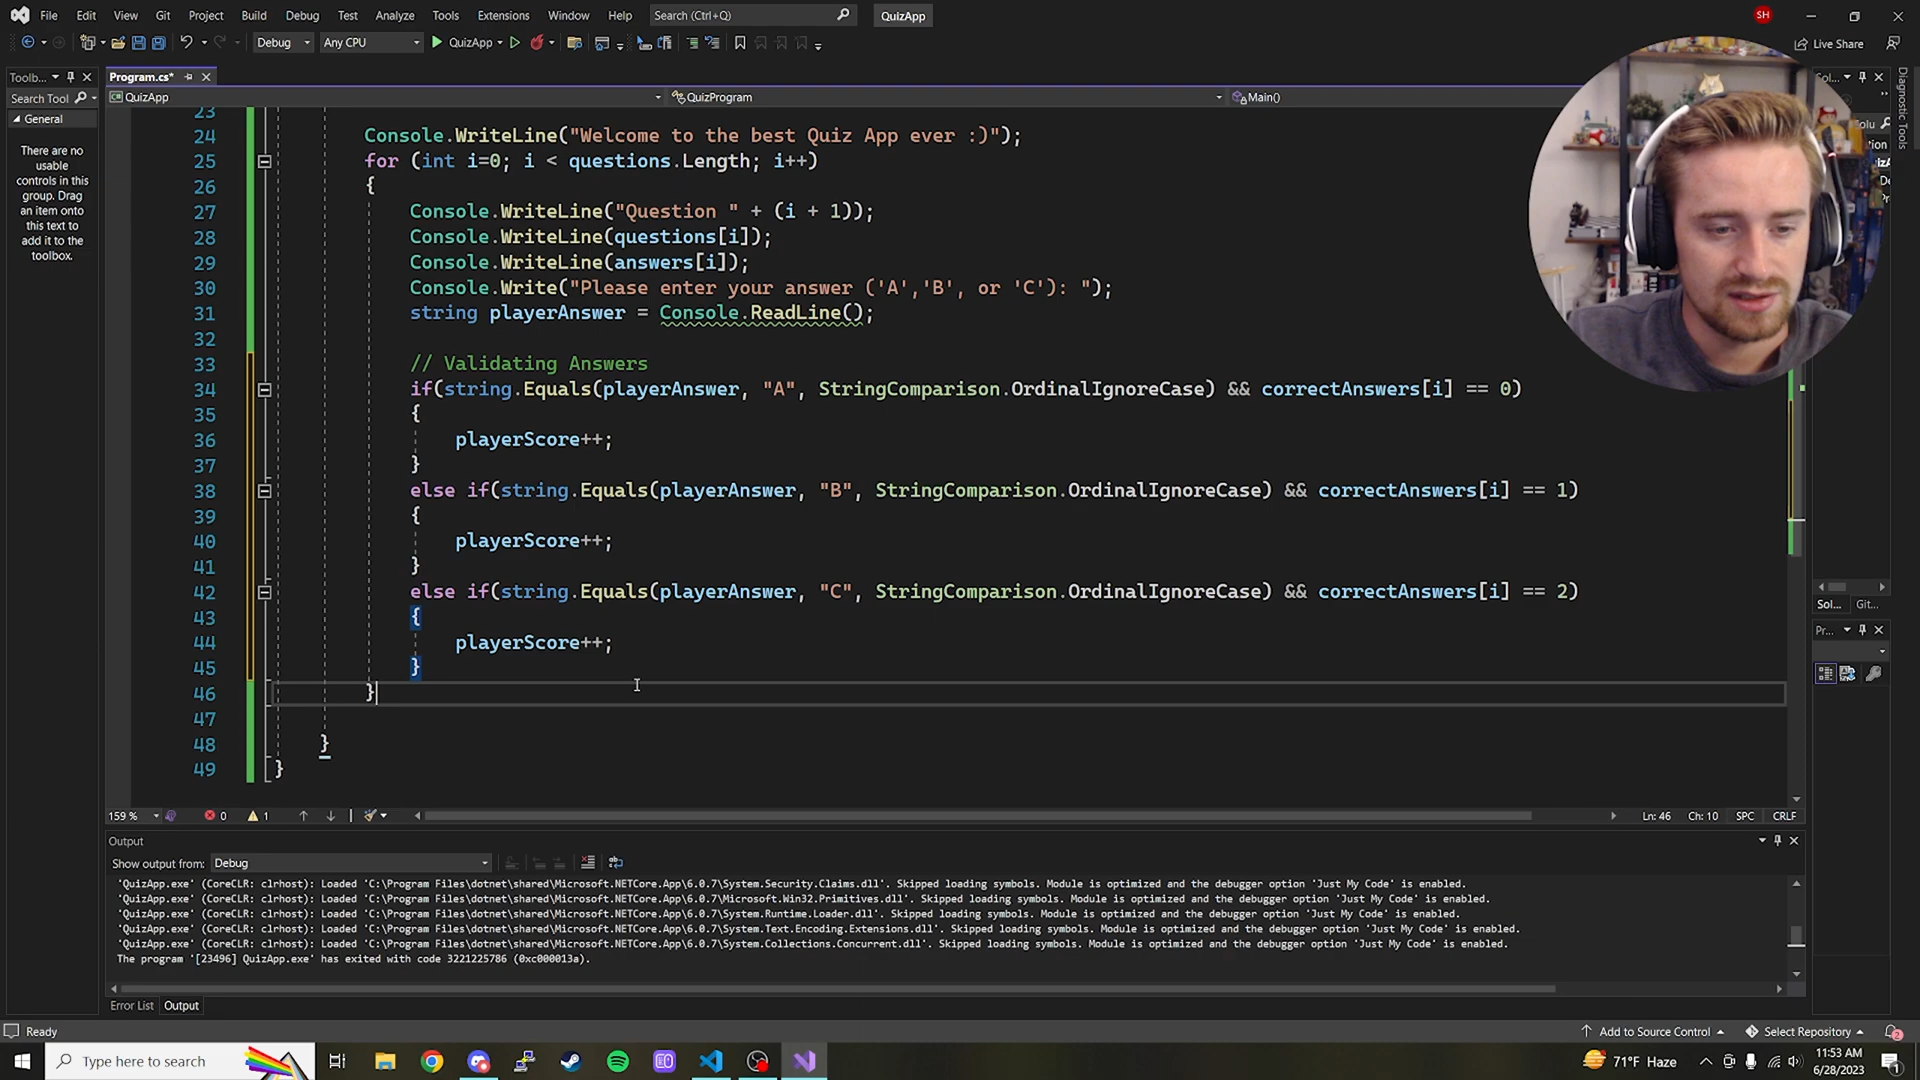 File Edit View Git Project Build Debug Test Analyze Tools Extensions Window Help Search (Ctrl+Q) QuizApp SH
Debug Any CPU QuizApp Live Share
Toolb... Program.cs*
Search Tool QuizApp QuizProgram Main()
General
There are no
usable
controls in this
group. Drag
an item onto
this text to
add it to the
toolbox.
Diagnostic Tools
23
24 Console.WriteLine("Welcome to the best Quiz App ever :)");
25 for (int i=0; i < questions.Length; i++)
26 {
27 Console.WriteLine("Question " + (i + 1));
28 Console.WriteLine(questions[i]);
29 Console.WriteLine(answers[i]);
30 Console.Write("Please enter your answer ('A','B', or 'C'): ");
31 string playerAnswer = Console.ReadLine();
32
33 // Validating Answers
34 if(string.Equals(playerAnswer, "A", StringComparison.OrdinalIgnoreCase) && correctAnswers[i] == 0)
35 {
36 playerScore++;
37 }
38 else if(string.Equals(playerAnswer, "B", StringComparison.OrdinalIgnoreCase) && correctAnswers[i] == 1)
39 {
40 playerScore++;
41 }
42 else if(string.Equals(playerAnswer, "C", StringComparison.OrdinalIgnoreCase) && correctAnswers[i] == 2)
43 {
44 playerScore++;
45 }
46 }
47
48 }
49 }
Sol... Git...
Pr...
159 % 0 1 Ln: 46 Ch: 10 SPC CRLF
Output
Show output from: Debug
'QuizApp.exe' (CoreCLR: clrhost): Loaded 'C:\Program Files\dotnet\shared\Microsoft.NETCore.App\6.0.7\System.Security.Claims.dll'. Skipped loading symbols. Module is optimized and the debugger option 'Just My Code' is enabled.
'QuizApp.exe' (CoreCLR: clrhost): Loaded 'C:\Program Files\dotnet\shared\Microsoft.NETCore.App\6.0.7\Microsoft.Win32.Primitives.dll'. Skipped loading symbols. Module is optimized and the debugger option 'Just My Code' is enabled.
'QuizApp.exe' (CoreCLR: clrhost): Loaded 'C:\Program Files\dotnet\shared\Microsoft.NETCore.App\6.0.7\System.Runtime.Loader.dll'. Skipped loading symbols. Module is optimized and the debugger option 'Just My Code' is enabled.
'QuizApp.exe' (CoreCLR: clrhost): Loaded 'C:\Program Files\dotnet\shared\Microsoft.NETCore.App\6.0.7\System.Text.Encoding.Extensions.dll'. Skipped loading symbols. Module is optimized and the debugger option 'Just My Code' is enabled.
'QuizApp.exe' (CoreCLR: clrhost): Loaded 'C:\Program Files\dotnet\shared\Microsoft.NETCore.App\6.0.7\System.Collections.Concurrent.dll'. Skipped loading symbols. Module is optimized and the debugger option 'Just My Code' is enabled.
The program '[23496] QuizApp.exe' has exited with code 3221225786 (0xc000013a).
Error List Output
Ready Add to Source Control Select Repository 2
Type here to search 71°F Haze 11:53 AM
6/28/2023 1